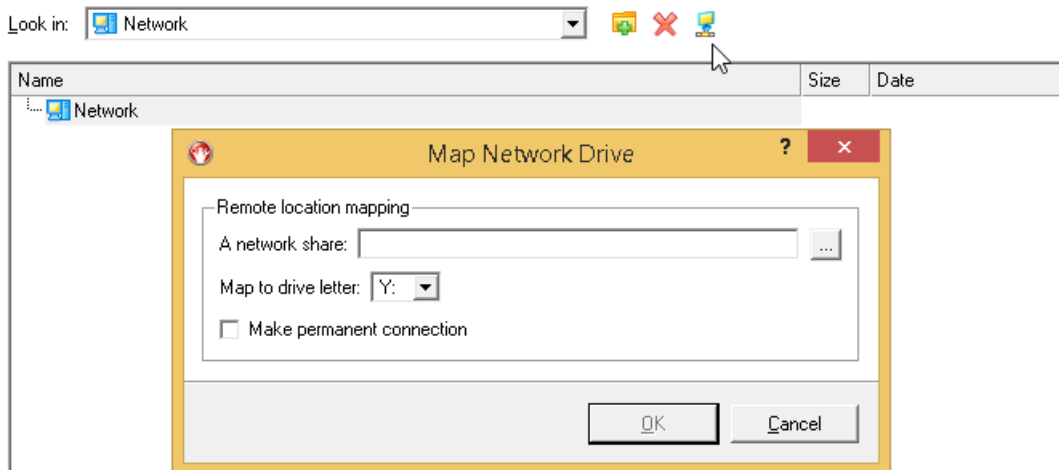 Look in: Network
Name Size Date
Network
Map Network Drive ? ×
Remote location mapping
A network share: ...
Map to drive letter: Y:
Make permanent connection
OK Cancel